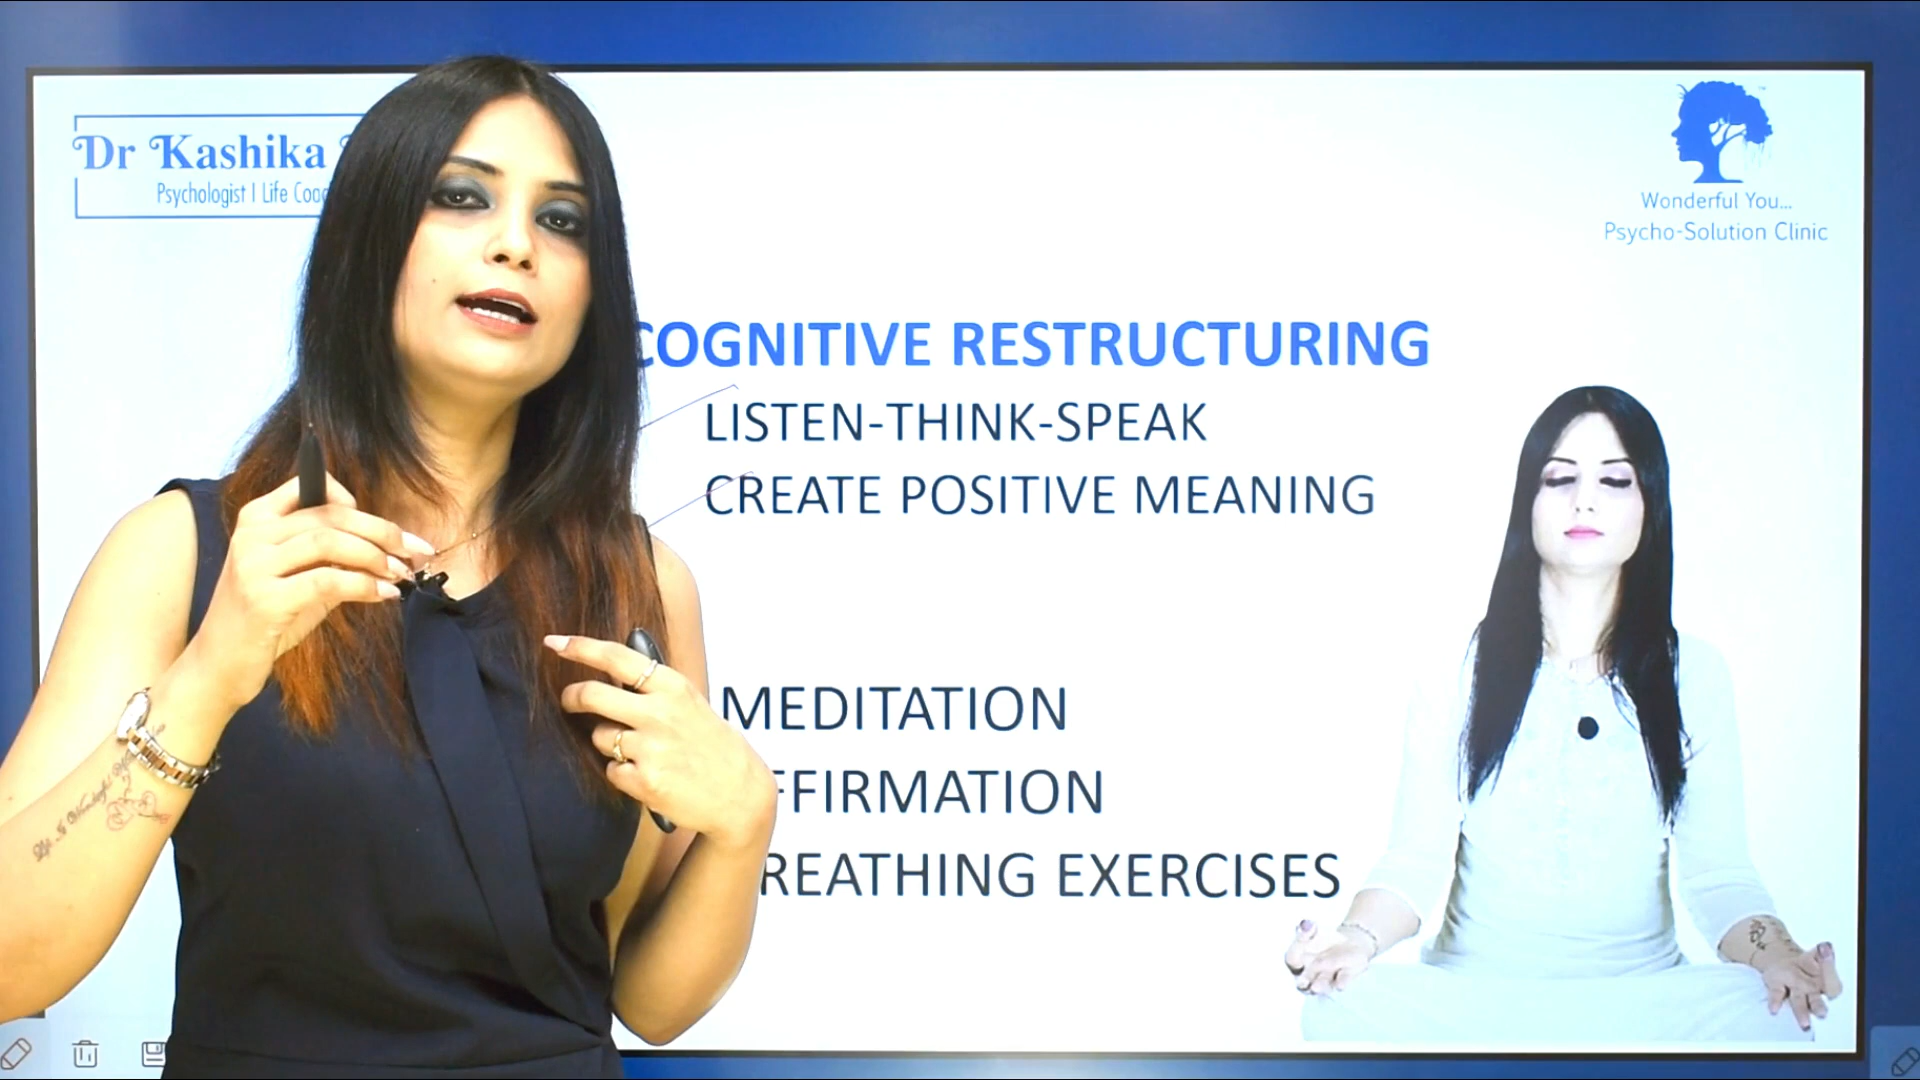 Dr Kashika
Psychologist | Life
Wonderful You...
Psycho-Solution Clinic
COGNITIVE RESTRUCTURING
LISTEN-THINK-SPEAK
CREATE POSITIVE MEANING
MEDITATION
FFIRMATION
REATHING EXERCISES